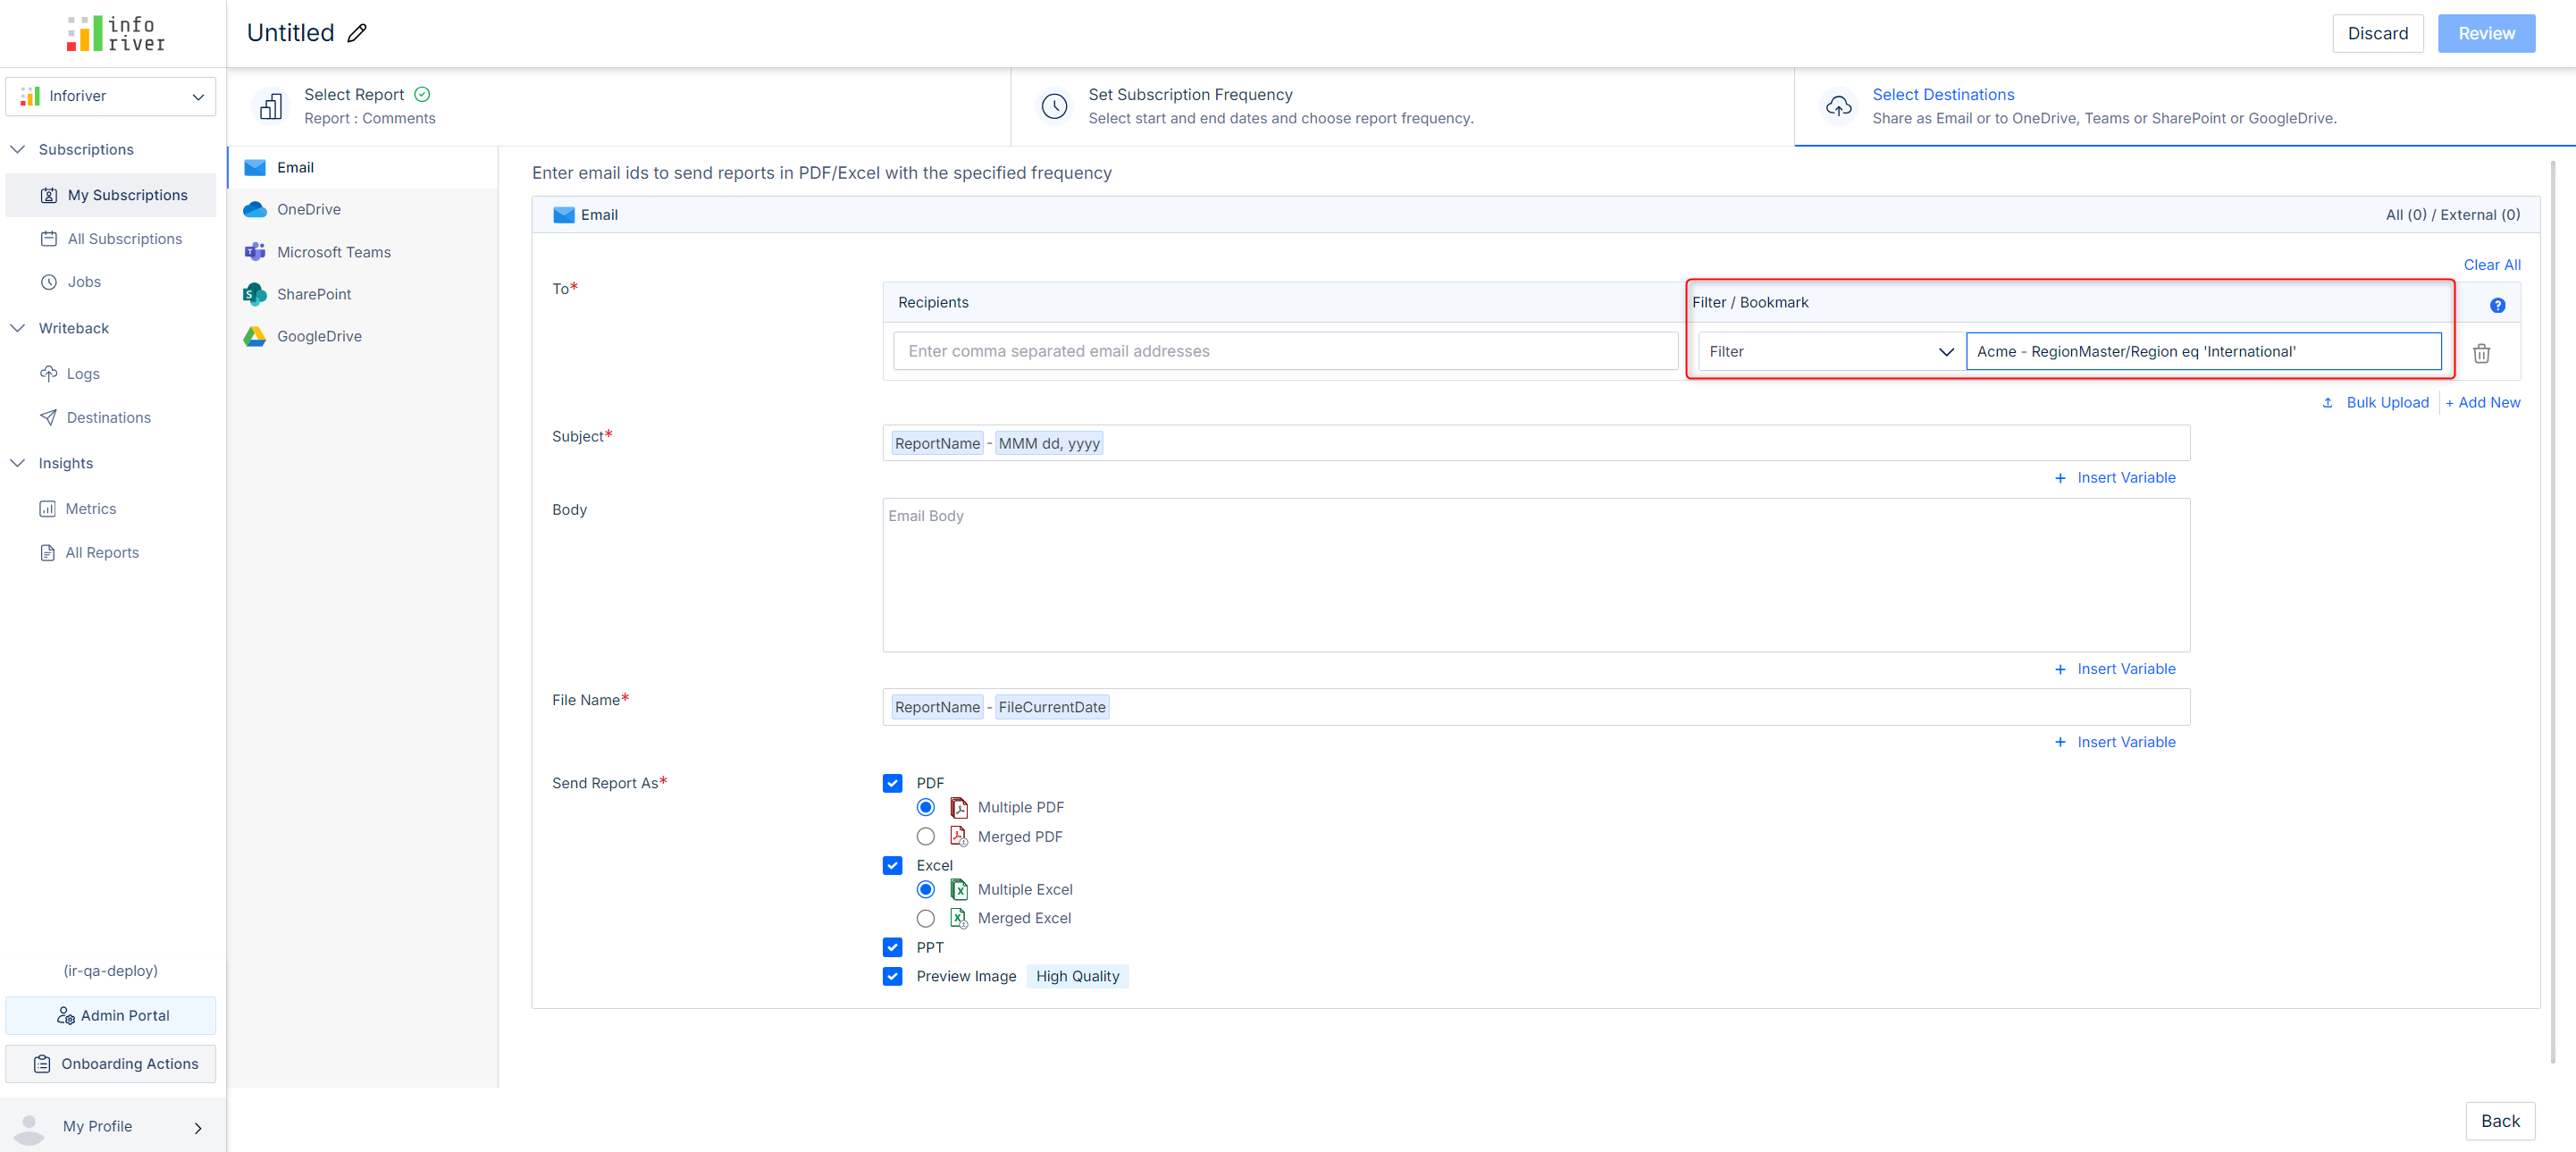 info
river
Untitled
Discard
Review
Inforiver
Select Report
Report : Comments
Set Subscription Frequency
Select start and end dates and choose report frequency.
Select Destinations
Share as Email or to OneDrive, Teams or SharePoint or GoogleDrive.
Subscriptions
My Subscriptions
All Subscriptions
Jobs
Writeback
Logs
Destinations
Insights
Metrics
All Reports
(ir-qa-deploy)
Admin Portal
Onboarding Actions
My Profile
Email
OneDrive
Microsoft Teams
SharePoint
GoogleDrive
Enter email ids to send reports in PDF/Excel with the specified frequency
Email
All (0) / External (0)
Clear All
To*
Recipients
Filter / Bookmark
?
Enter comma separated email addresses
Filter
Acme - RegionMaster/Region eq 'International'
Bulk Upload
+ Add New
Subject*
ReportName - MMM dd, yyyy
+ Insert Variable
Body
Email Body
+ Insert Variable
File Name*
ReportName - FileCurrentDate
+ Insert Variable
Send Report As*
PDF
Multiple PDF
Merged PDF
Excel
Multiple Excel
Merged Excel
PPT
Preview Image
High Quality
Back